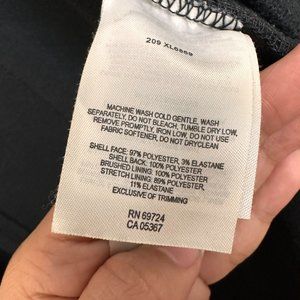 209 XL6869
MACHINE WASH COLD GENTLE, WASH
SEPARATELY, DO NOT BLEACH, TUMBLE DRY LOW,
REMOVE PROMPTLY, IRON LOW, DO NOT USE
FABRIC SOFTENER, DO NOT DRYCLEAN
SHELL FACE: 97% POLYESTER, 3% ELASTANE
SHELL BACK: 100% POLYESTER
BRUSHED LINING: 100% POLYESTER
STRETCH LINING: 89% POLYESTER,
11% ELASTANE
EXCLUSIVE OF TRIMMING
RN 69724
CA 05367